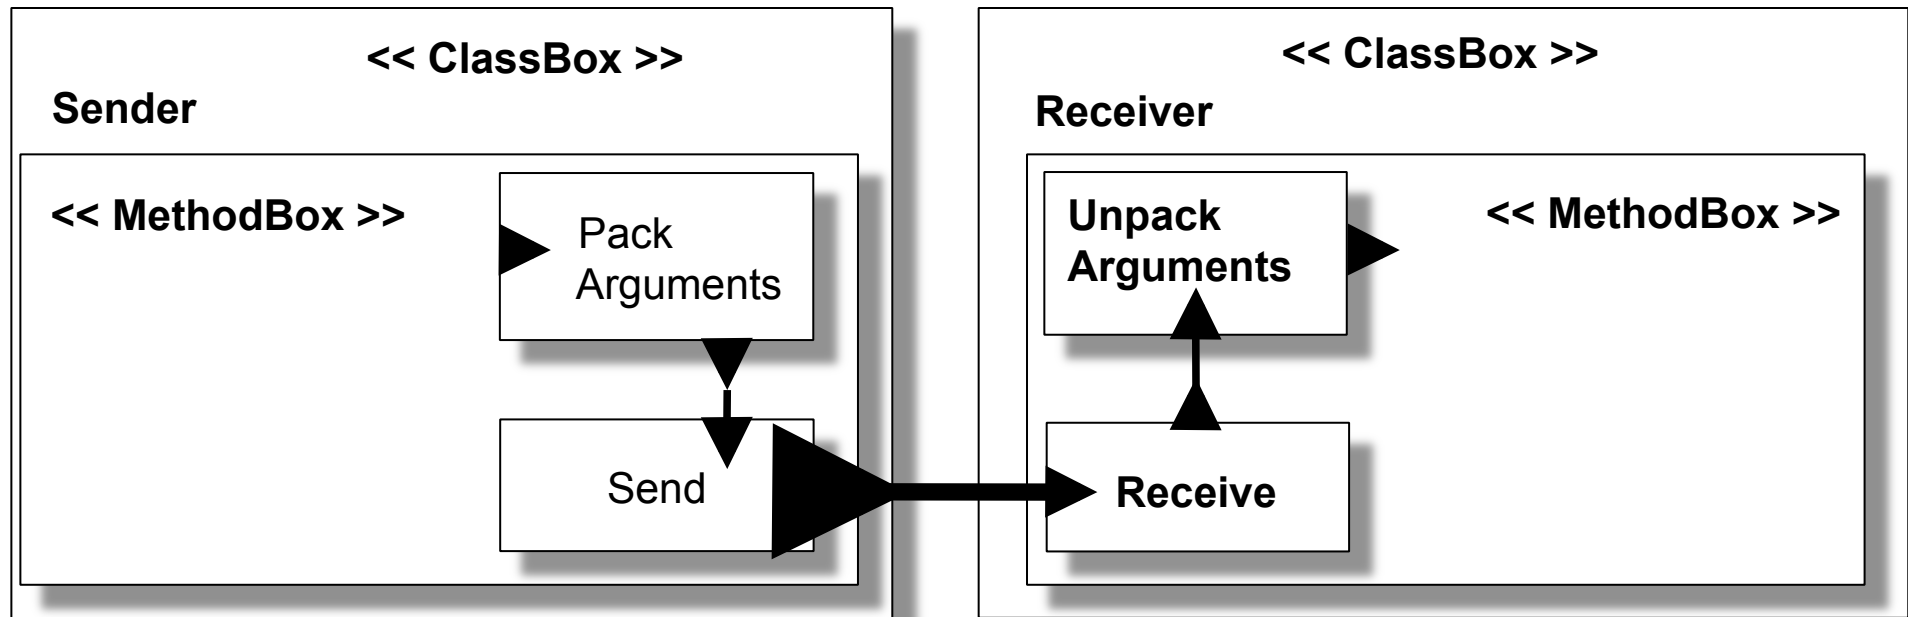 << ClassBox >>
Sender
<< MethodBox >>
Pack
Arguments
Send
<< ClassBox >>
Receiver
Unpack
Arguments
<< MethodBox >>
Receive